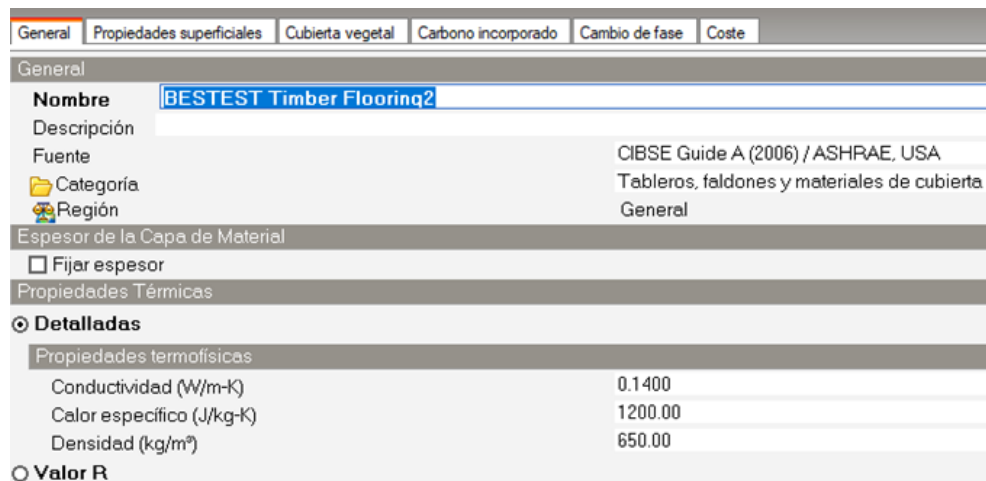 General Propiedades superficiales Cubierta vegetal Carbono incorporado Cambio de fase Coste
General
Nombre BESTEST Timber Flooring2
Descripción
Fuente CIBSE Guide A (2006) / ASHRAE, USA
Categoría Tableros, faldones y materiales de cubierta
Región General
Espesor de la Capa de Material
Fijar espesor
Propiedades Térmicas
Detalladas
Propiedades termofísicas
Conductividad (W/m-K) 0.1400
Calor específico (J/kg-K) 1200.00
Densidad (kg/m³) 650.00
Valor R